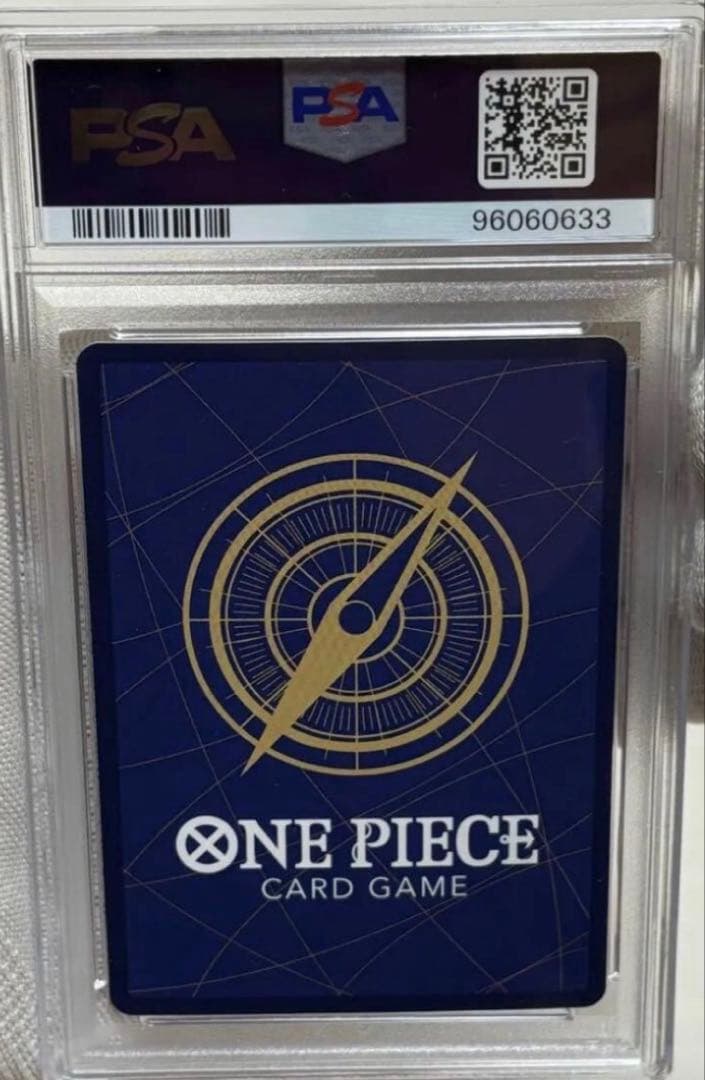 PSA PSA
96060633
ONE PIECE
CARD GAME